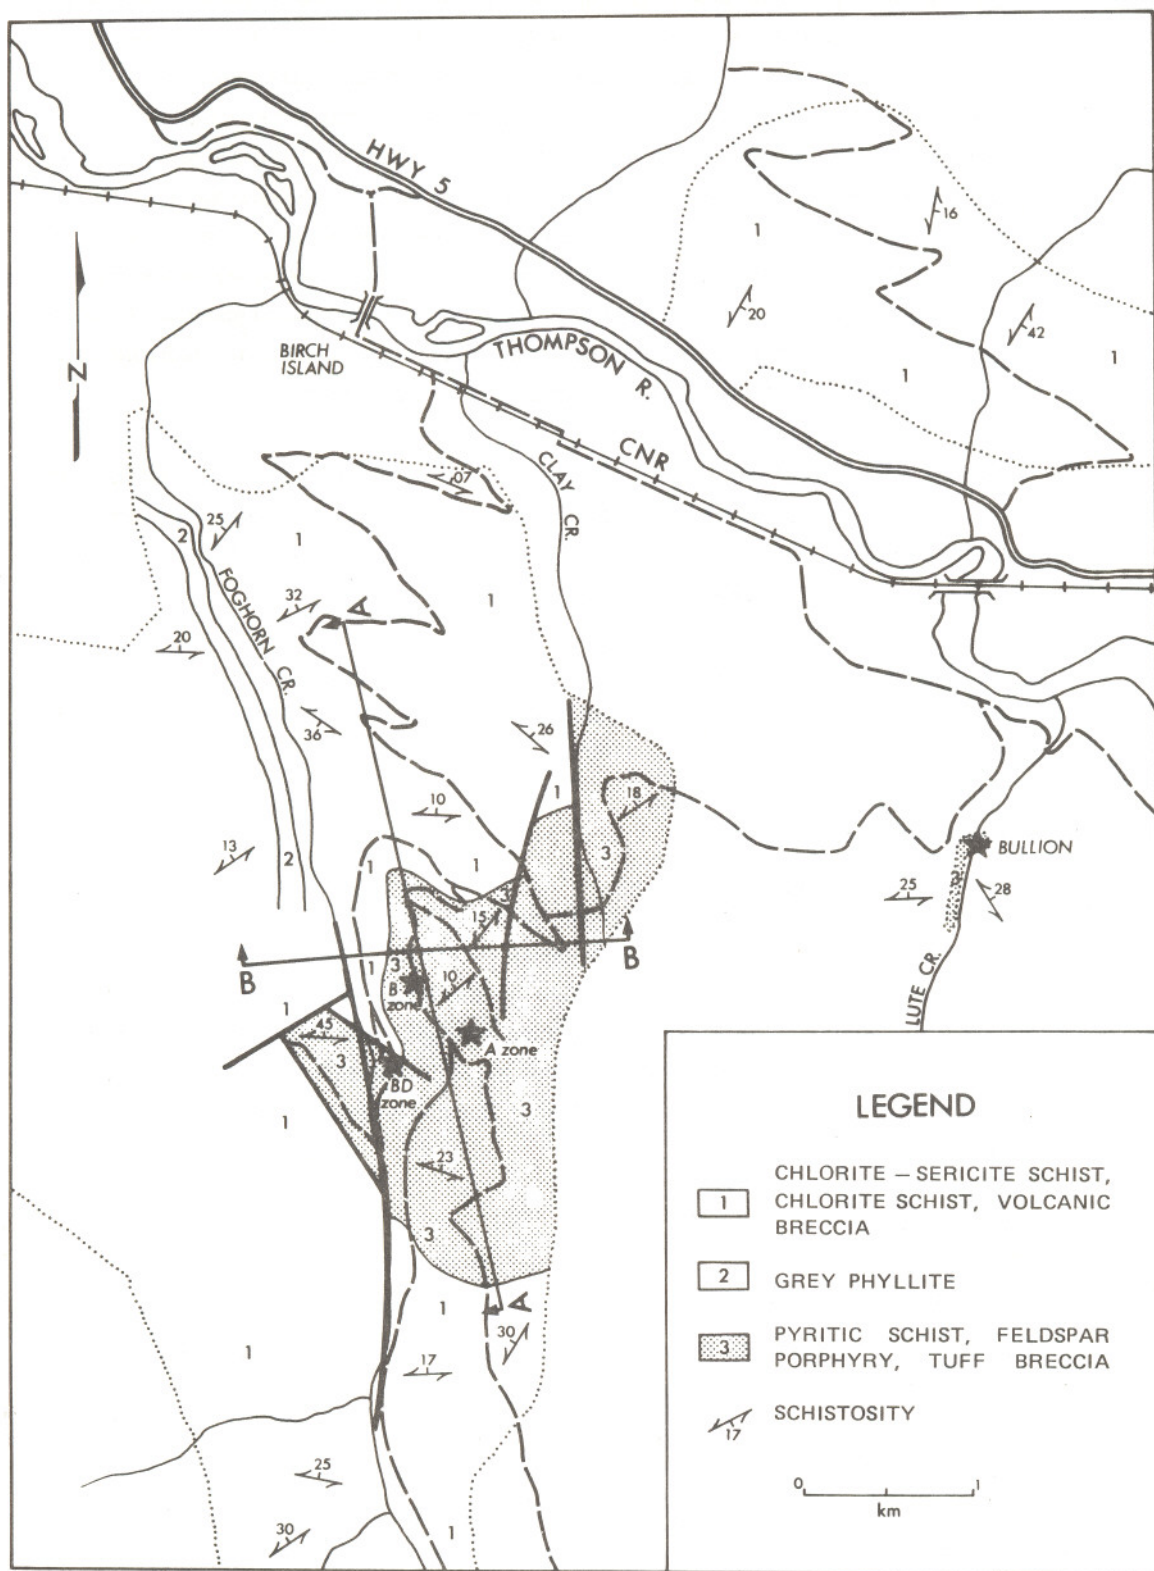 HWY 5
16
1
20
42
1
1
THOMPSON R.
BIRCH
ISLAND
N
CNR
CLAY
CR.
07
25
2
1
FOGHORN CR.
1
32
A
20
36
26
10
1
18
13
2
1
1
3
BULLION
25
3
28
15
B
1
3
10
B
B
zone
1
LUTE CR.
45
A zone
3
BD
zone
3
1
23
3
1
A
30
1
17
25
30
1
LEGEND
1
CHLORITE – SERICITE SCHIST,
CHLORITE SCHIST, VOLCANIC
BRECCIA
2
GREY PHYLLITE
3
PYRITIC SCHIST, FELDSPAR
PORPHYRY, TUFF BRECCIA
17
SCHISTOSITY
0 1
km